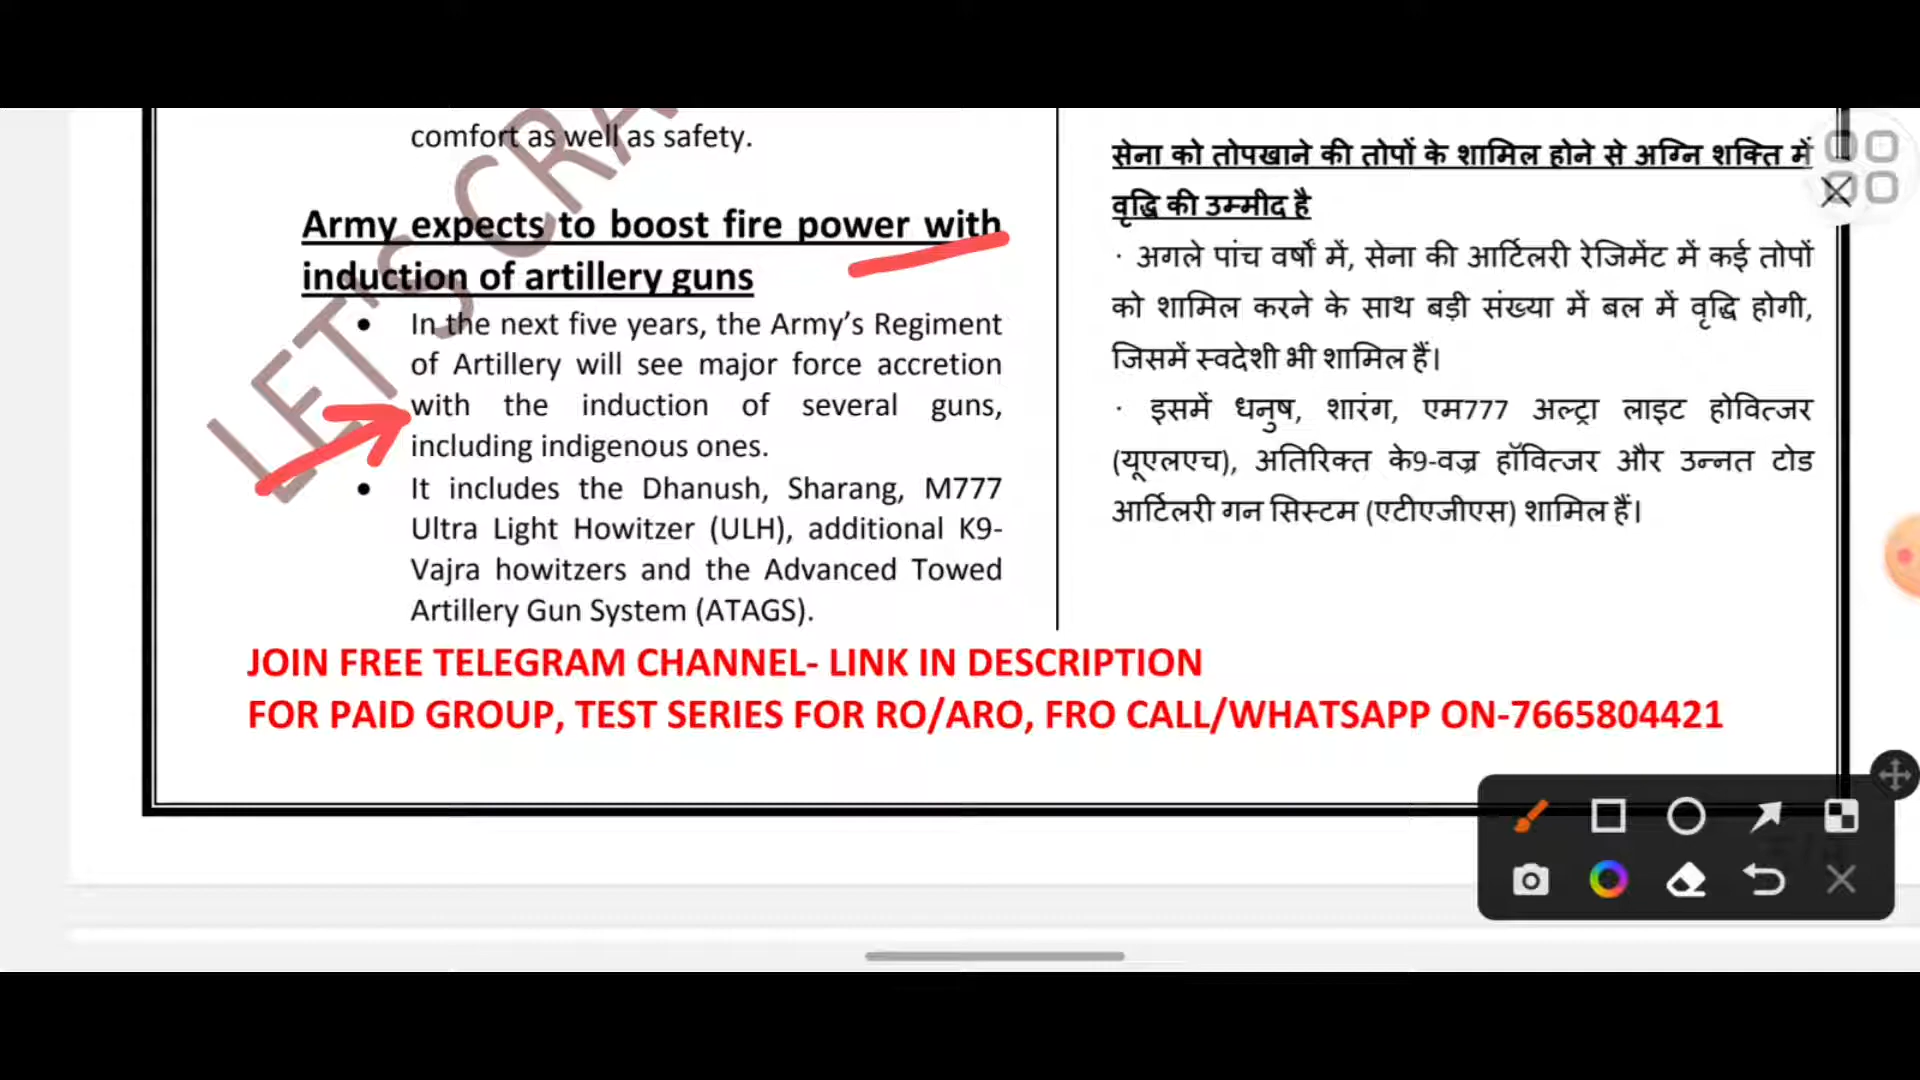 comfort as well as safety.
Army expects to boost fire power with
induction of artillery guns
• In the next five years, the Army's Regiment
of Artillery will see major force accretion
with the induction of several guns,
including indigenous ones.
• It includes the Dhanush, Sharang, M777
Ultra Light Howitzer (ULH), additional K9-
Vajra howitzers and the Advanced Towed
Artillery Gun System (ATAGS).
सेना को तोपखाने की तोपों के शामिल होने से अग्नि शक्ति में
वृद्धि की उम्मीद है
· अगले पांच वर्षों में, सेना की आर्टिलरी रेजिमेंट में कई तोपों
को शामिल करने के साथ बड़ी संख्या में बल में वृद्धि होगी,
जिसमें स्वदेशी भी शामिल हैं।
· इसमें धनुष, शारंग, एम777 अल्ट्रा लाइट होवित्जर
(यूएलएच), अतिरिक्त के9-वज्र हॉवित्जर और उन्नत टोड
आर्टिलरी गन सिस्टम (एटीएजीएस) शामिल हैं।
LET'S CRA
JOIN FREE TELEGRAM CHANNEL- LINK IN DESCRIPTION
FOR PAID GROUP, TEST SERIES FOR RO/ARO, FRO CALL/WHATSAPP ON-7665804421